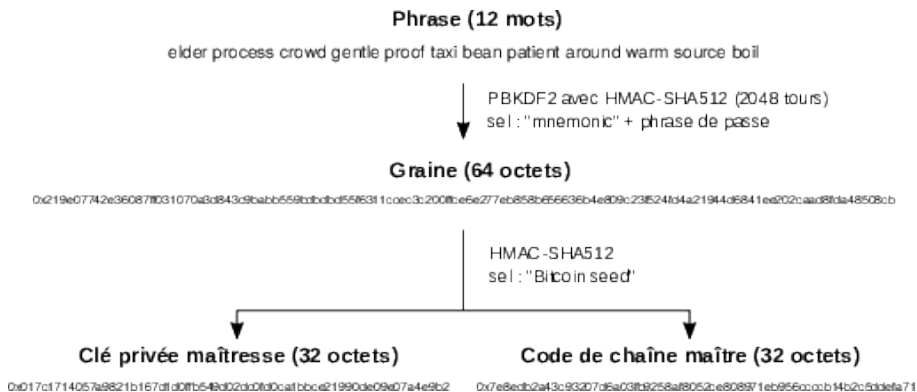 Phrase (12 mots)
elder process crowd gentle proof taxi bean patient around warm source boil
PBKDF2 avec HMAC-SHA512 (2048 tours)
sel : "mnemonic" + phrase de passe
Graine (64 octets)
HMAC-SHA512
sel : "Bitcoin seed"
Clé privée maîtresse (32 octets) Code de chaîne maître (32 octets)